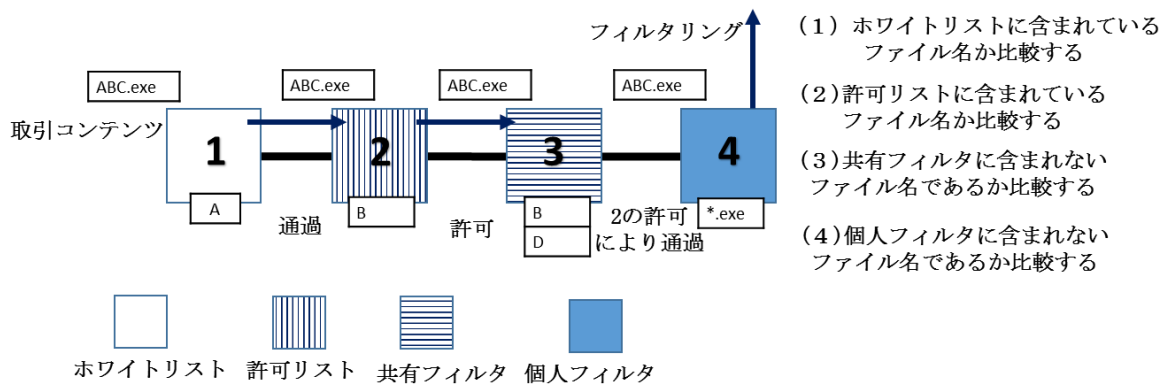 フィルタリング
ABC.exe
ABC.exe
ABC.exe
ABC.exe
取引コンテンツ
1
2
3
4
A
B
B
D
*.exe
通過
許可
2の許可
により通過
(1) ホワイトリストに含まれている
ファイル名か比較する
(2)許可リストに含まれている
ファイル名か比較する
(3)共有フィルタに含まれない
ファイル名であるか比較する
(4)個人フィルタに含まれない
ファイル名であるか比較する
ホワイトリスト
許可リスト
共有フィルタ
個人フィルタ